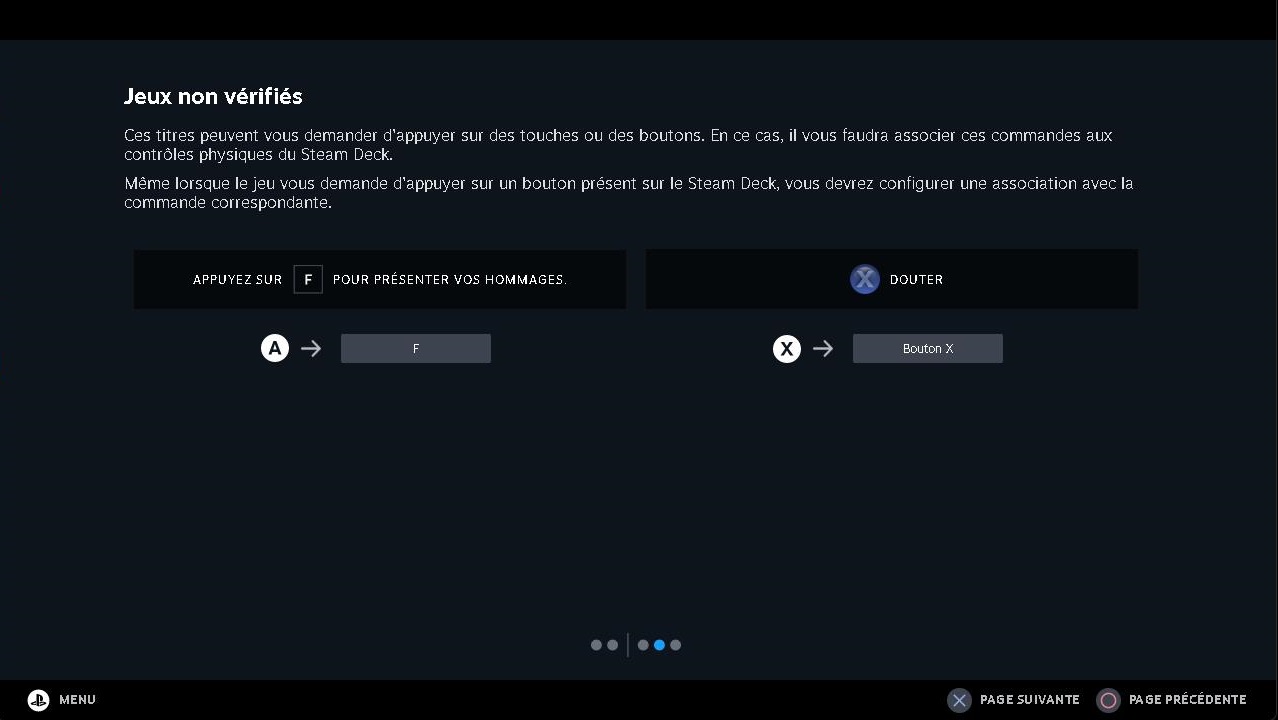 Jeux non vérifiés
Ces titres peuvent vous demander d'appuyer sur des touches ou des boutons. En ce cas, il vous faudra associer ces commandes aux
contrôles physiques du Steam Deck.
Même lorsque le jeu vous demande d'appuyer sur un bouton présent sur le Steam Deck, vous devrez configurer une association avec la
commande correspondante.
APPUYEZ SUR F POUR PRÉSENTER VOS HOMMAGES.
X DOUTER
A → F
X → Bouton X
MENU
PAGE SUIVANTE
PAGE PRÉCÉDENTE